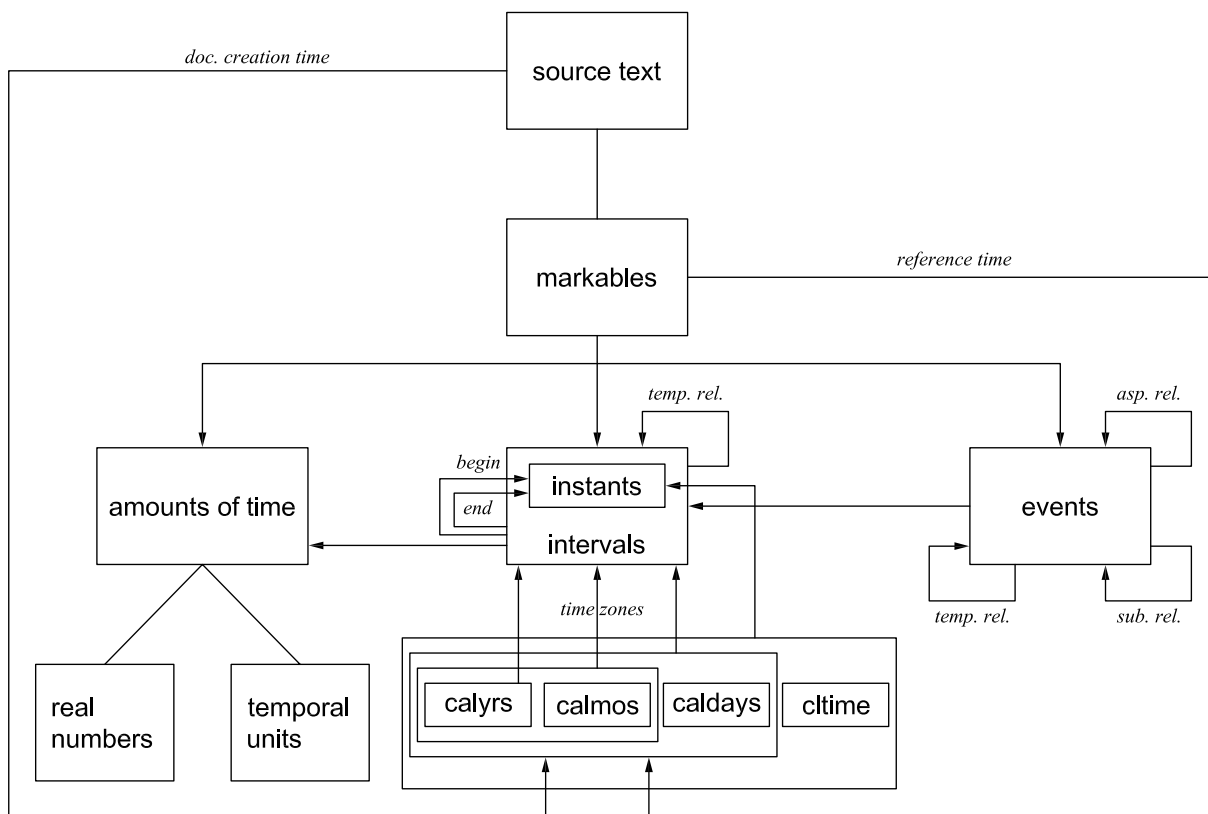 doc. creation time
source text
markables
reference time
temp. rel.
asp. rel.
begin
instants
amounts of time
end
events
intervals
time zones
temp. rel.
sub. rel.
real
numbers
temporal
units
calyrs
calmos
caldays
cltime